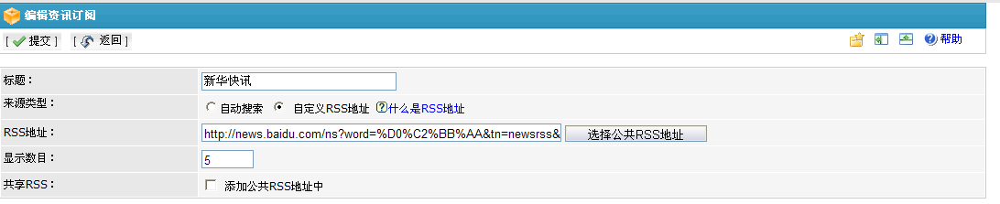 编辑资讯订阅
[ 提交 ] [ 返回 ] 帮助
标题： 新华快讯
来源类型： 自动搜索 自定义RSS地址 什么是RSS地址
RSS地址： http://news.baidu.com/ns?word=%D0%C2%BB%AA&tn=newsrss& 选择公共RSS地址
显示数目： 5
共享RSS： 添加公共RSS地址中